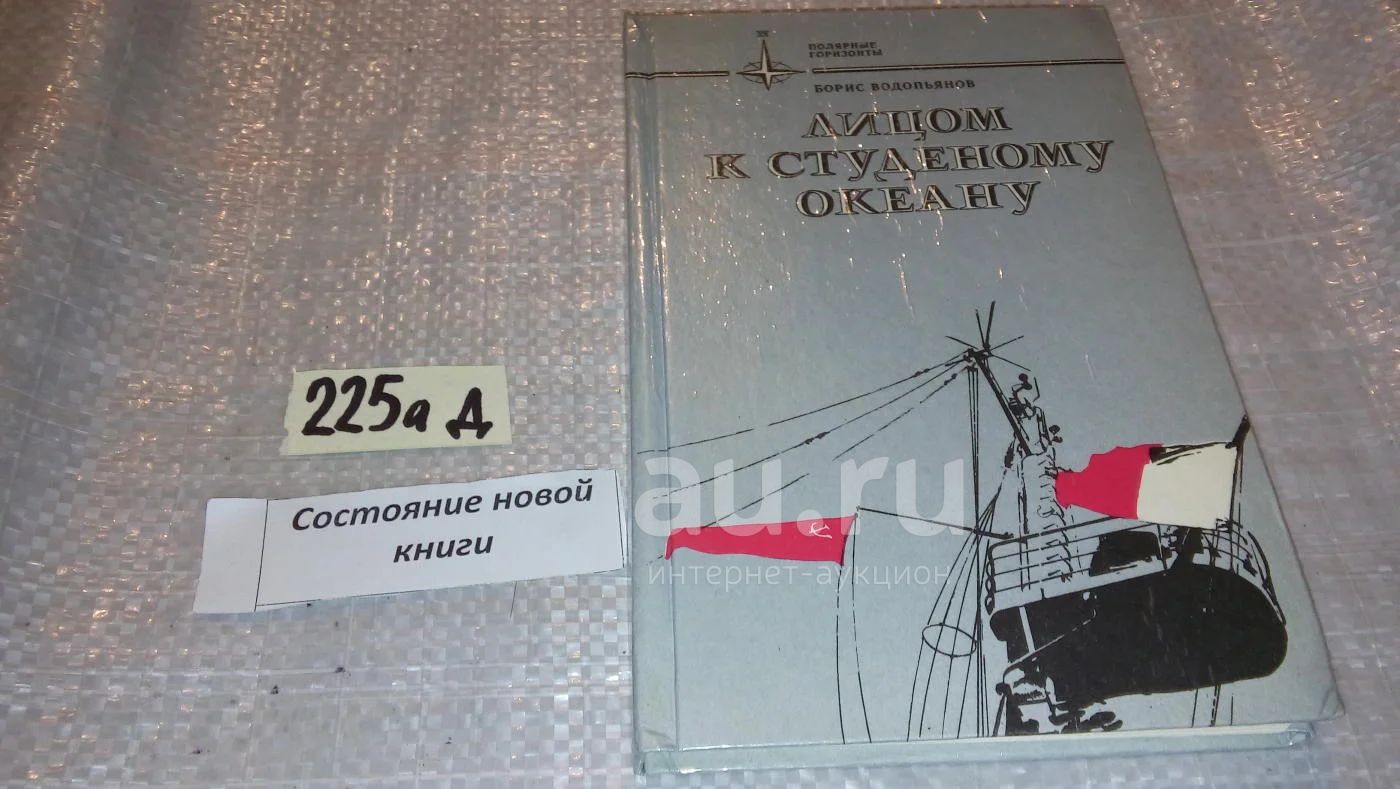 ПОЛЯРНЫЕ
ГОРИЗОНТЫ
БОРИС ВОДОПЬЯНОВ
ЛИЦОМ
К СТУДЕНОМУ
ОКЕАНУ
225а Д
Состояние новой
книги
au.ru
интернет-аукцион